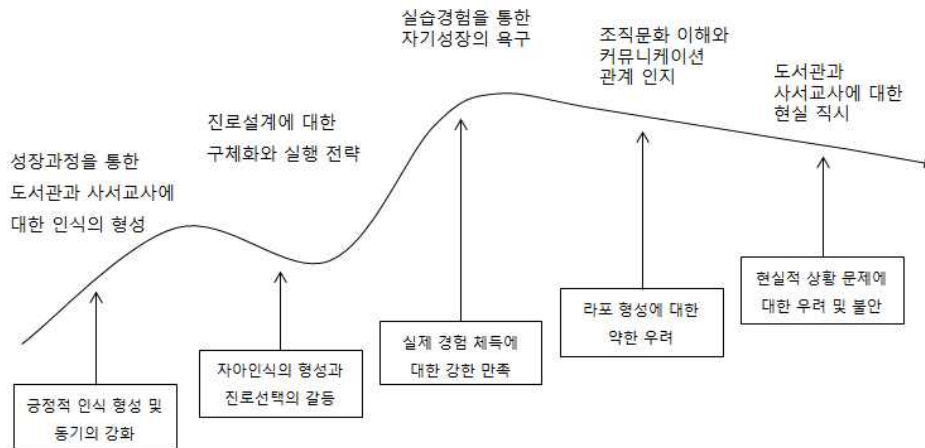 성장과정을 통한
도서관과 사서교사에
대한 인식의 형성
진로설계에 대한
구체화와 실행 전략
실습경험을 통한
자기성장의 욕구
조직문화 이해와
커뮤니케이션
관계 인지
도서관과
사서교사에 대한
현실 직시
긍정적 인식 형성 및
동기의 강화
자아인식의 형성과
진로선택의 갈등
실제 경험 체득에
대한 강한 만족
라포 형성에 대한
약한 우려
현실적 상황 문제에
대한 우려 및 불안